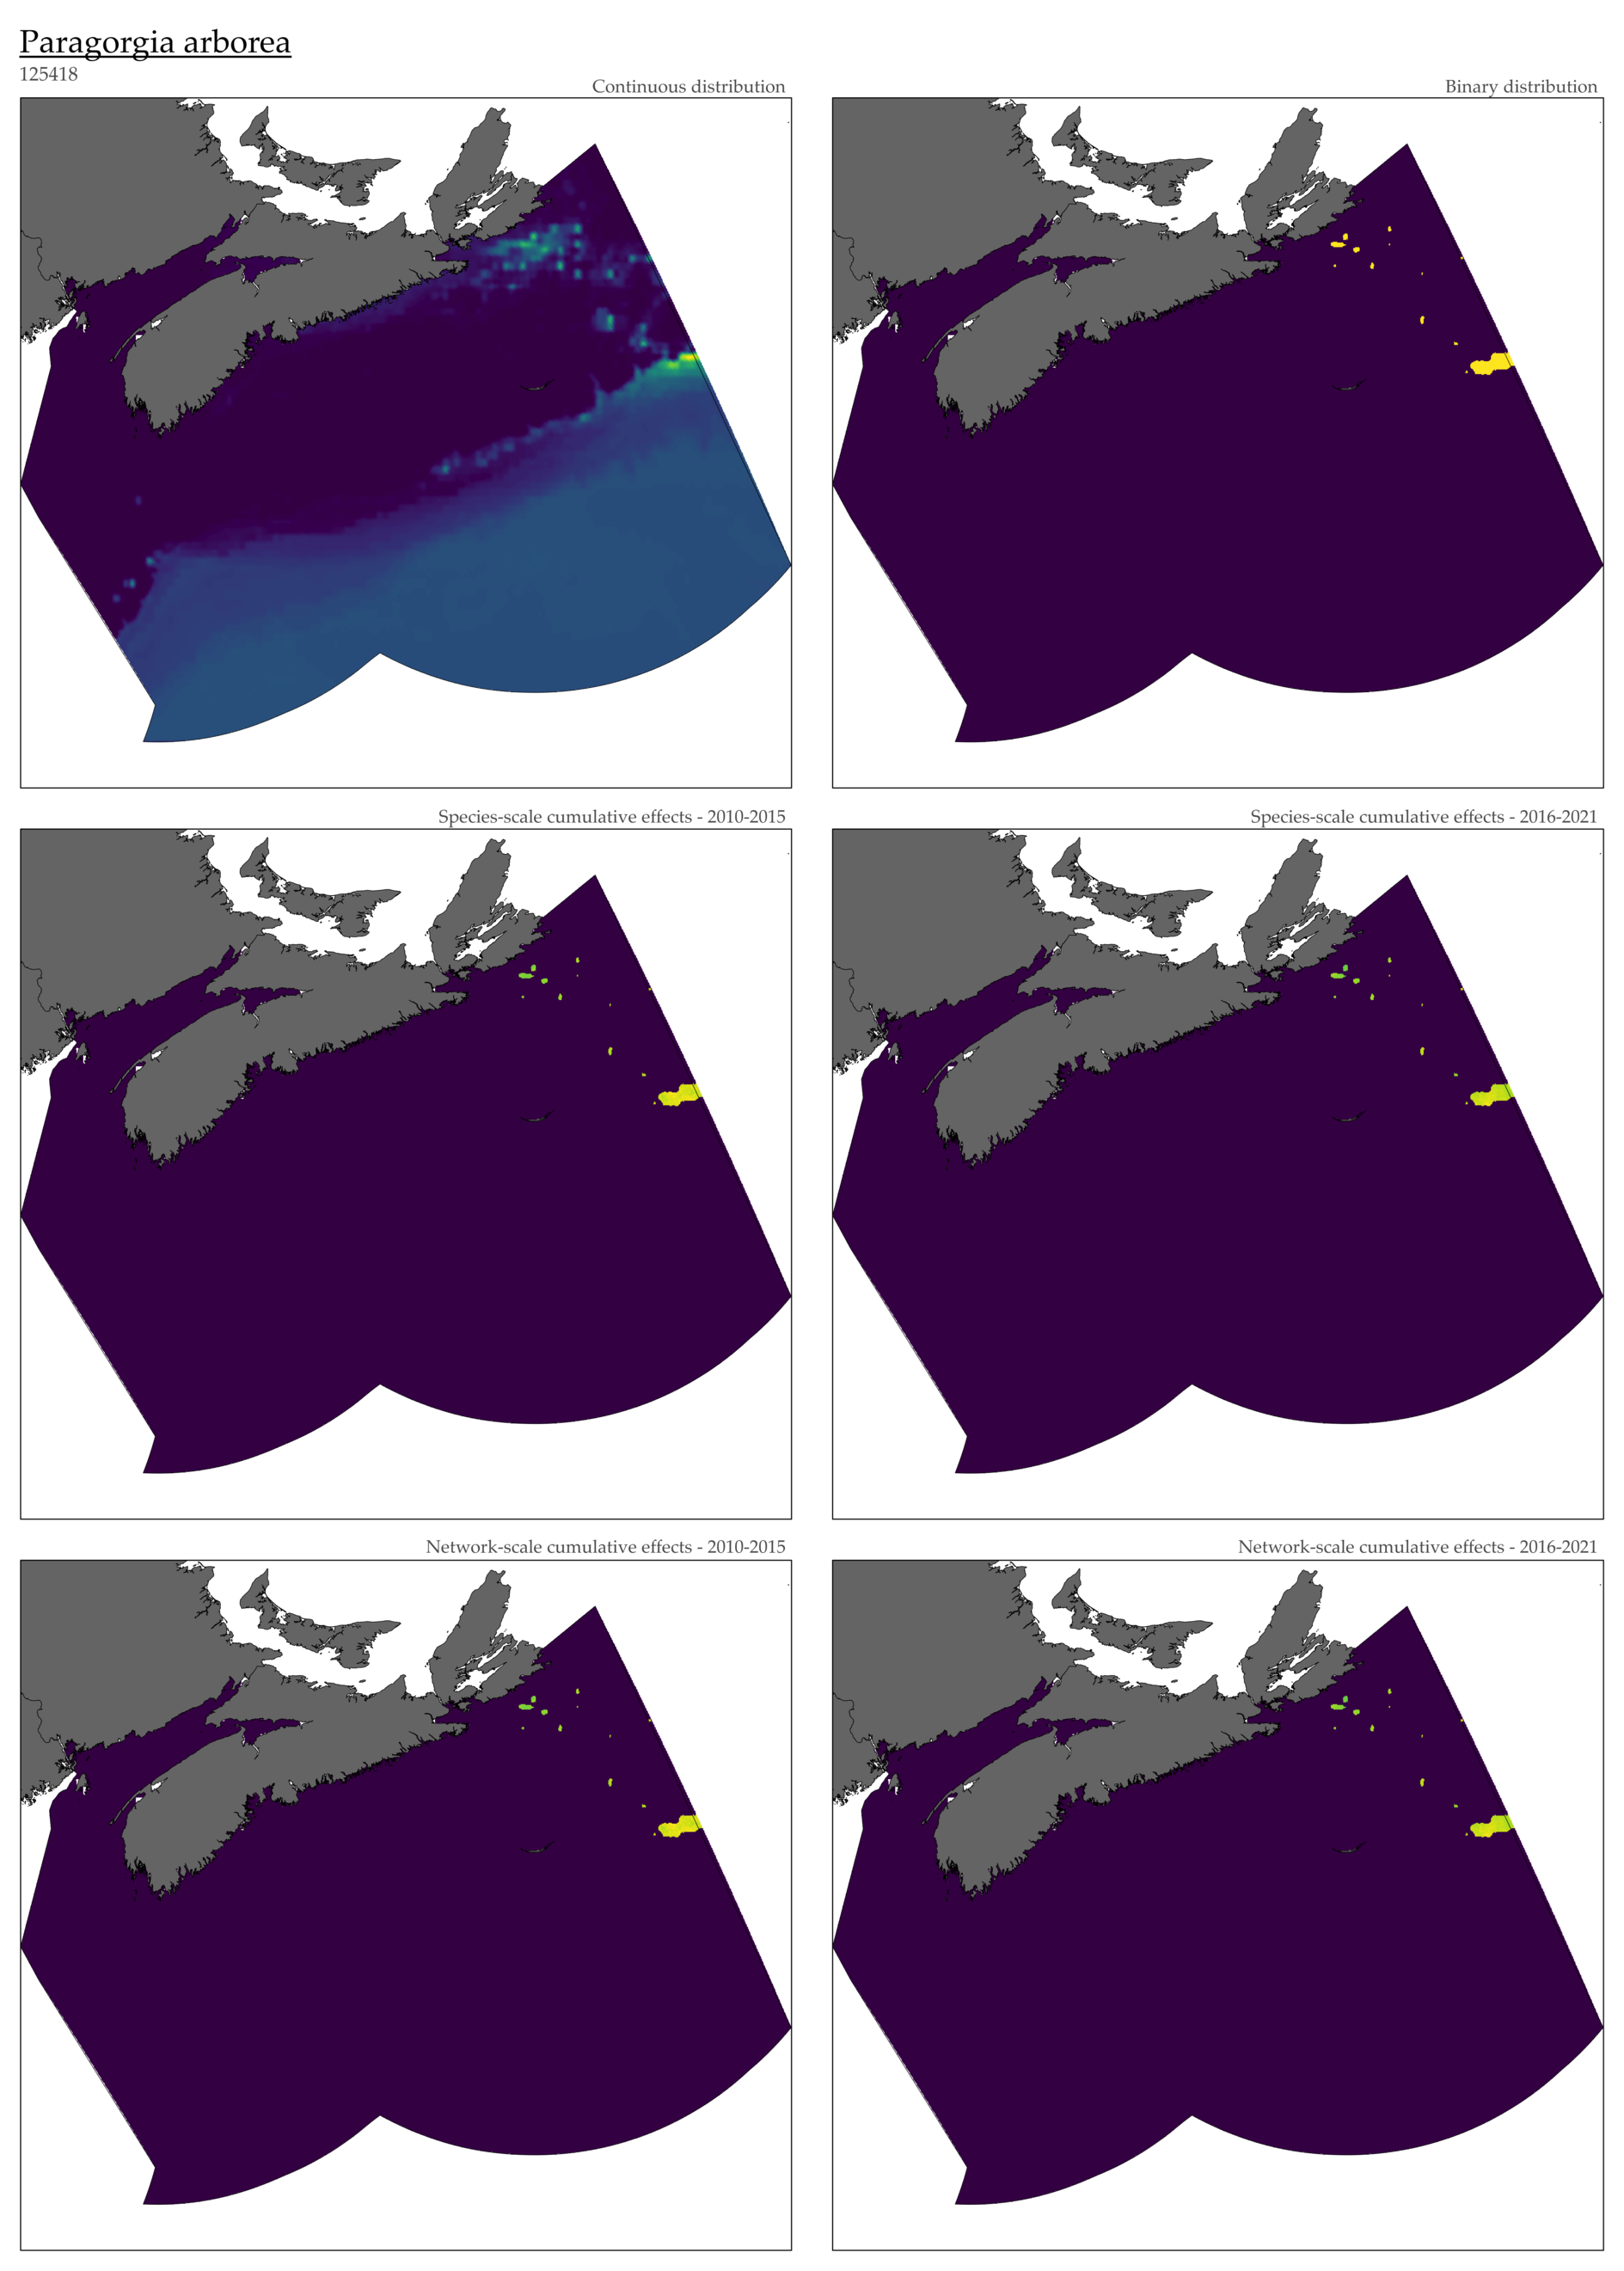 Paragorgia arborea
125418
Continuous distribution
Binary distribution
Species-scale cumulative effects - 2010-2015
Species-scale cumulative effects - 2016-2021
Network-scale cumulative effects - 2010-2015
Network-scale cumulative effects - 2016-2021